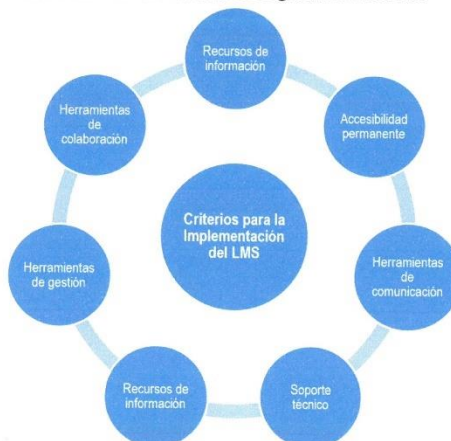 Recursos de
información
Accesibilidad
permanente
Herramientas
de
comunicación
Soporte
técnico
Recursos de
información
Herramientas
de gestión
Herramientas
de
colaboración
Criterios para la
Implementación
del LMS